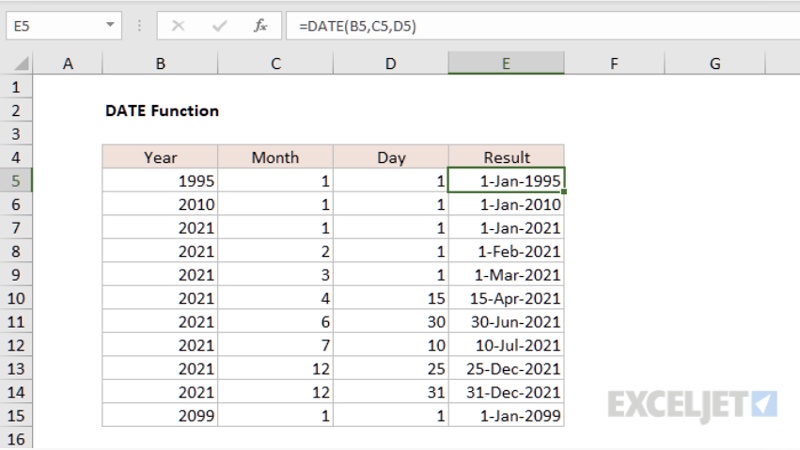 E5 fx =DATE(B5,C5,D5)
A B C D E F G
1
2 DATE Function
3
4 Year Month Day Result
5 1995 1 1 1-Jan-1995
6 2010 1 1 1-Jan-2010
7 2021 1 1 1-Jan-2021
8 2021 2 1 1-Feb-2021
9 2021 3 1 1-Mar-2021
10 2021 4 15 15-Apr-2021
11 2021 6 30 30-Jun-2021
12 2021 7 10 10-Jul-2021
13 2021 12 25 25-Dec-2021
14 2021 12 31 31-Dec-2021
15 2099 1 1 1-Jan-2099
16
EXCELJET